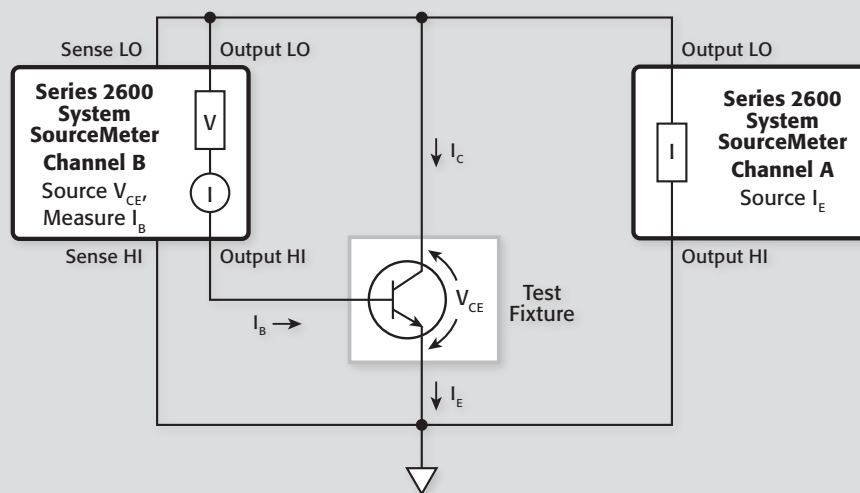 Sense LO
Output LO
Output LO
Series 2600
System
SourceMeter
Channel B
Source V_CE,
Measure I_B
V
I
Series 2600
System
SourceMeter
Channel A
Source I_E
I
I_C
Sense HI
Output HI
Output HI
V_CE
Test
Fixture
I_B
I_E